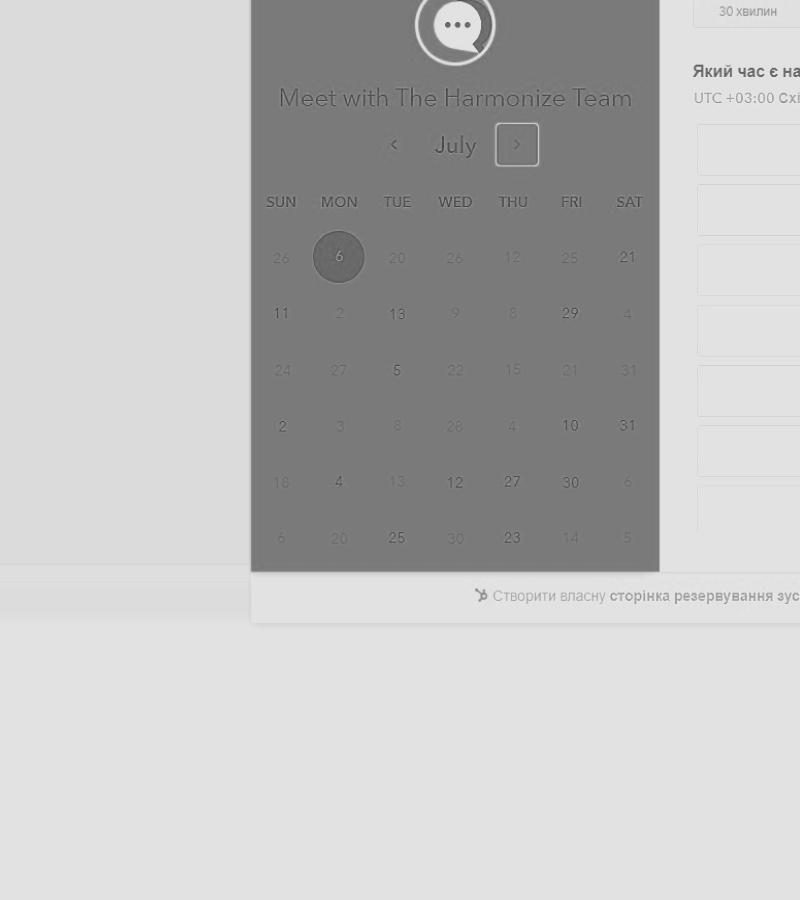 30 хвилин
Meet with The Harmonize Team
Який час є на
July
UTC +03:00 Схі
SUN MON TUE WED THU FRI SAT
26 6 20 26 12 25 21
11 2 13 9 8 29 4
24 27 5 22 15 21 31
2 3 8 28 4 10 31
18 4 13 12 27 30 6
6 20 25 30 23 14 5
Створити власну сторінка резервування зус